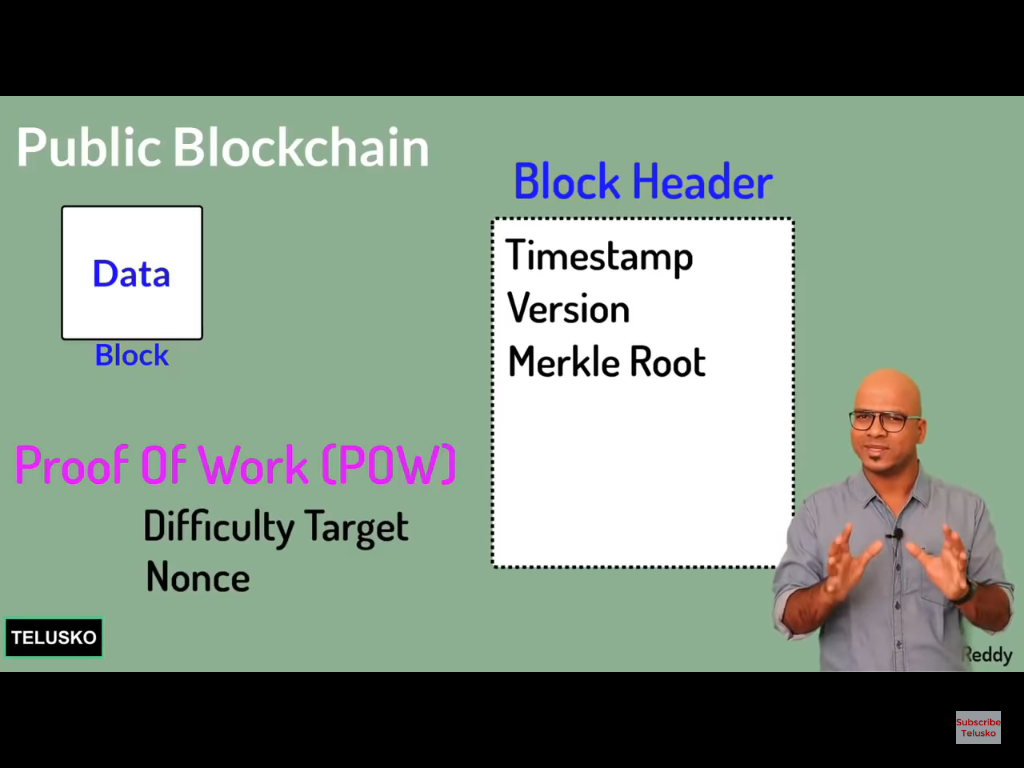 Public Blockchain
Data
Block
Proof Of Work (POW)
Difficulty Target
Nonce
Block Header
Timestamp
Version
Merkle Root
TELUSKO
Reddy
Subscribe
Telusko